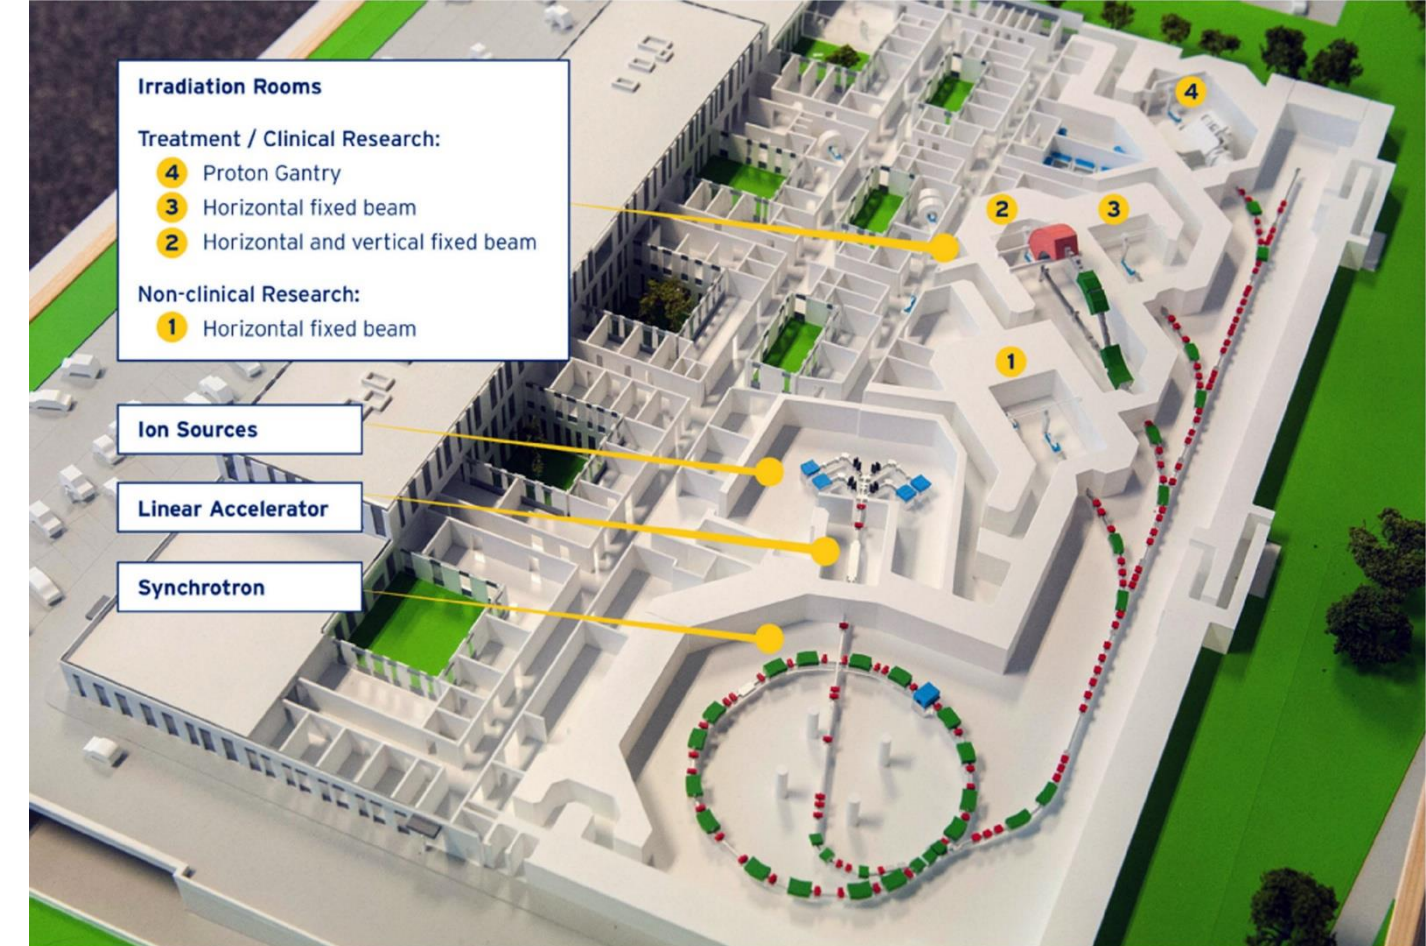 Irradiation Rooms
Treatment / Clinical Research:
4 Proton Gantry
3 Horizontal fixed beam
2 Horizontal and vertical fixed beam
Non-clinical Research:
1 Horizontal fixed beam
Ion Sources
Linear Accelerator
Synchrotron
4
2 3
1